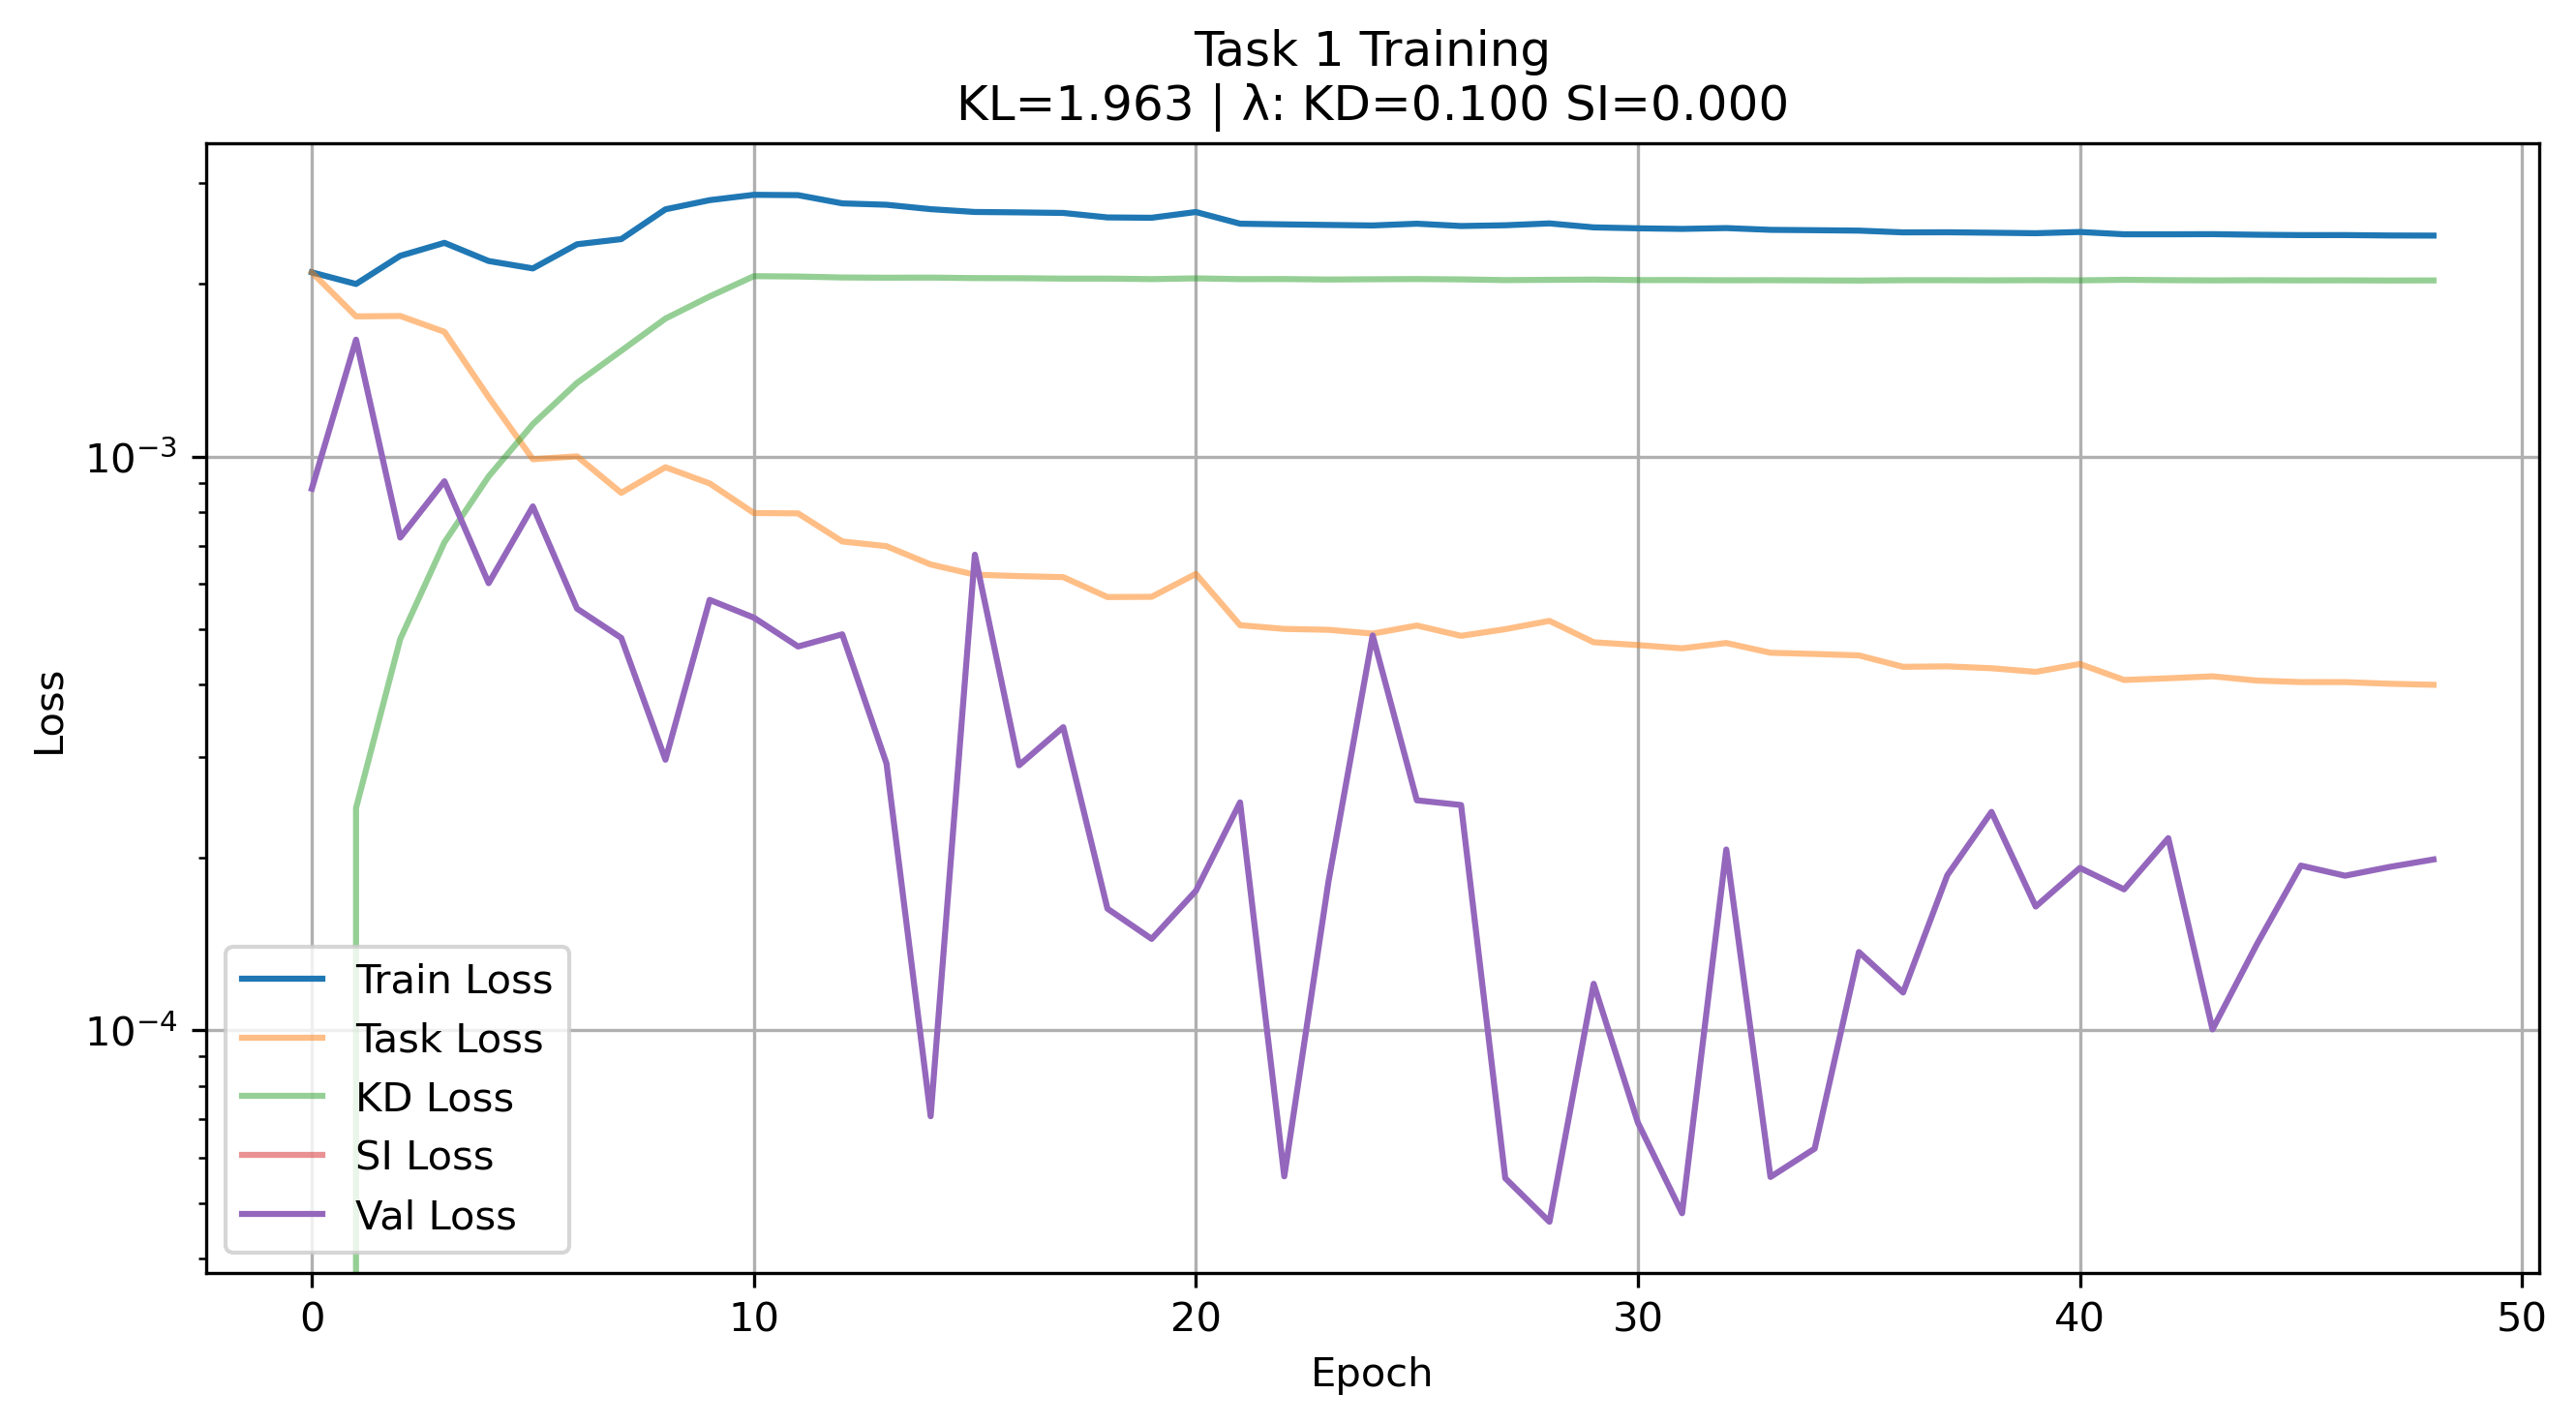 Task 1 Training
KL=1.963 | λ: KD=0.100 SI=0.000
Loss
10⁻³
10⁻⁴
Train Loss
Task Loss
KD Loss
SI Loss
Val Loss
0 10 20 30 40 50
Epoch